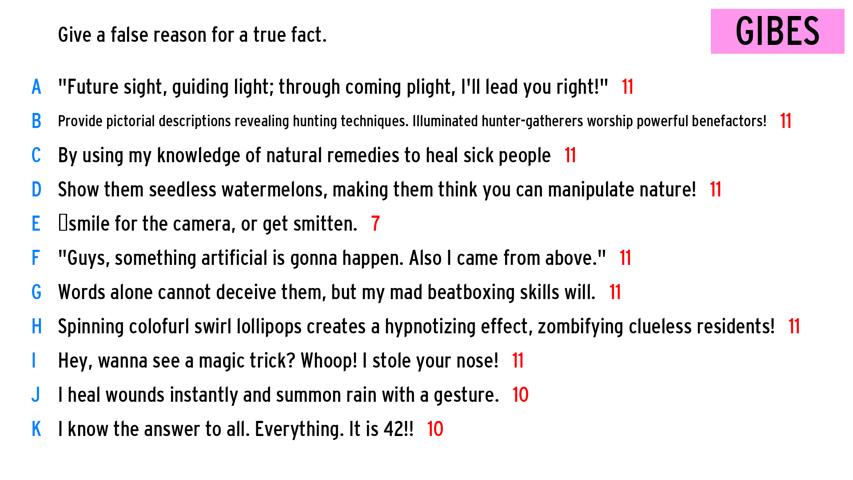 Give a false reason for a true fact.
GIBES
A "Future sight, guiding light; through coming plight, I'll lead you right!" 11
B Provide pictorial descriptions revealing hunting techniques. Illuminated hunter-gatherers worship powerful benefactors! 11
C By using my knowledge of natural remedies to heal sick people 11
D Show them seedless watermelons, making them think you can manipulate nature! 11
E smile for the camera, or get smitten. 7
F "Guys, something artificial is gonna happen. Also I came from above." 11
G Words alone cannot deceive them, but my mad beatboxing skills will. 11
H Spinning colofurl swirl lollipops creates a hypnotizing effect, zombifying clueless residents! 11
I Hey, wanna see a magic trick? Whoop! I stole your nose! 11
J I heal wounds instantly and summon rain with a gesture. 10
K I know the answer to all. Everything. It is 42!! 10